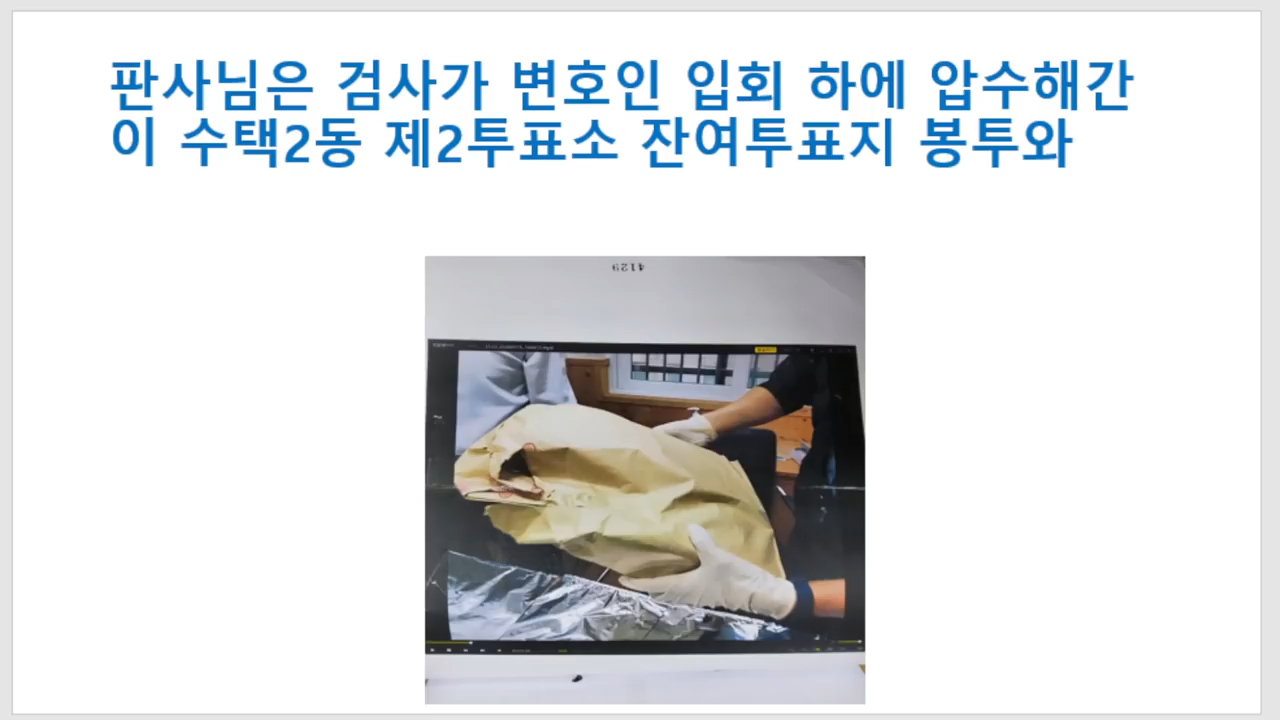 판사님은 검사가 변호인 입회 하에 압수해간
이 수택2동 제2투표소 잔여투표지 봉투와
4129